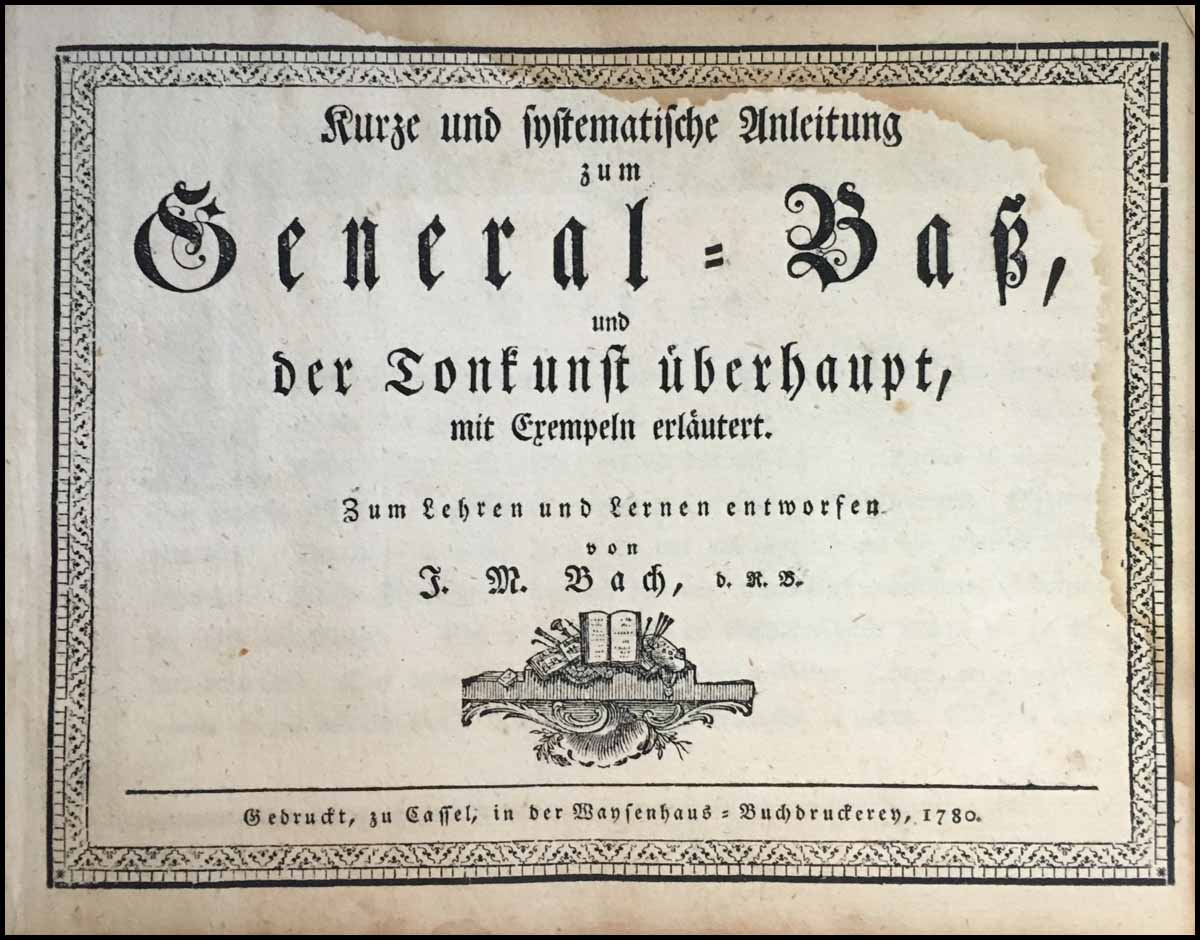 Kurze und systematische Anleitung
zum
General=Baß,
und
der Tonkunst überhaupt,
mit Exempeln erläutert.
Zum Lehren und Lernen entworfen
von
J. M. Bach, d. R. B.
Gedruckt, zu Cassel, in der Waysenhaus=Buchdruckerey, 1780.